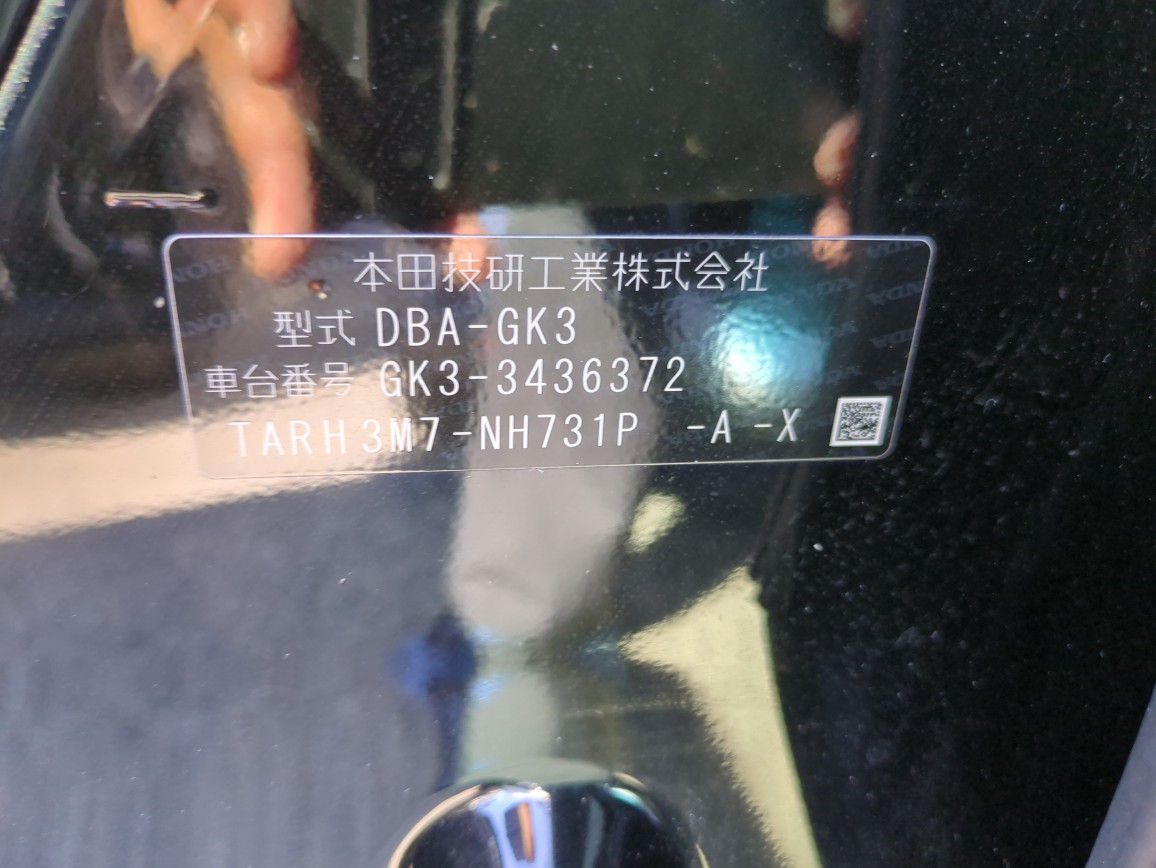 本田技研工業株式会社
型式 DBA-GK3
車台番号 GK3-3436372
TARH3M7-NH731P -A -X